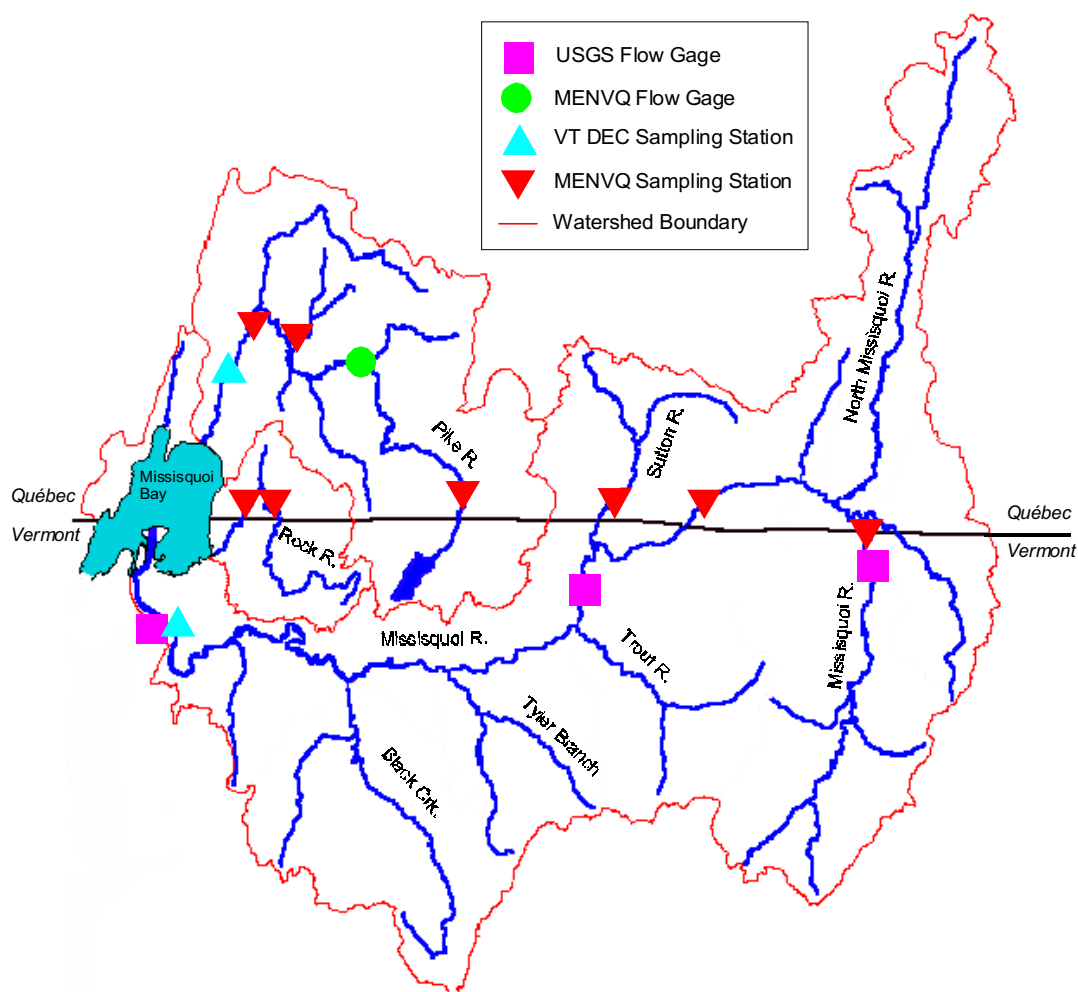 USGS Flow Gage
MENVQ Flow Gage
VT DEC Sampling Station
MENVQ Sampling Station
Watershed Boundary
North Missisquoi R.
Pike R.
Sutton R.
Missisquoi
Bay
Québec
Vermont
Québec
Vermont
Rock R.
Missisquoi R.
Trout R.
Missisquoi R.
Tyler Branch
Black Crk.